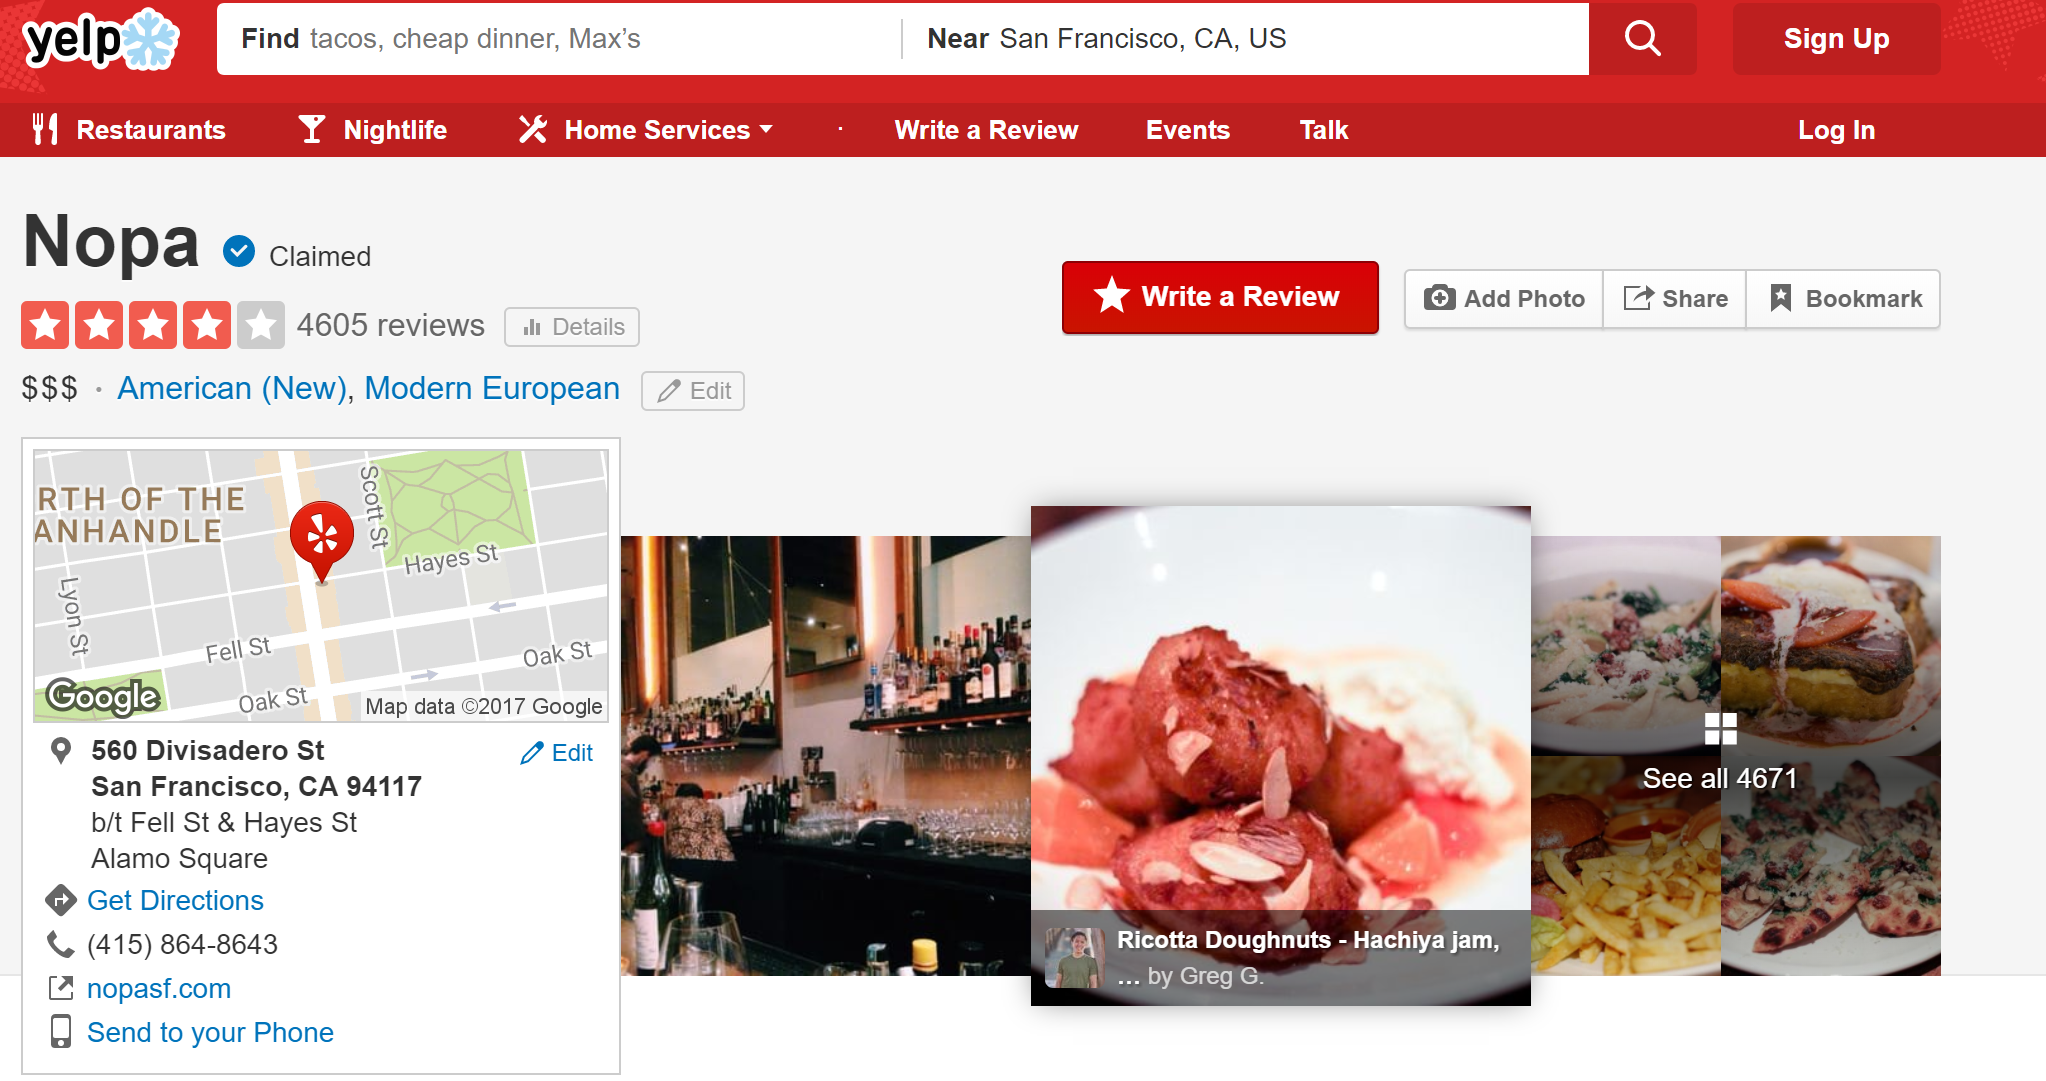 yelp
Find tacos, cheap dinner, Max's
Near San Francisco, CA, US
Sign Up
Restaurants
Nightlife
Home Services
Write a Review
Events
Talk
Log In
Nopa
Claimed
4605 reviews
Details
Write a Review
Add Photo
Share
Bookmark
$$$ · American (New), Modern European
Edit
RTH OF THE
ANHANDLE
Scott St
Hayes St
Lyon St
Fell St
Oak St
Oak St
Google
Map data ©2017 Google
560 Divisadero St
San Francisco, CA 94117
b/t Fell St & Hayes St
Alamo Square
Edit
Get Directions
(415) 864-8643
nopasf.com
Send to your Phone
Ricotta Doughnuts - Hachiya jam,
... by Greg G.
See all 4671